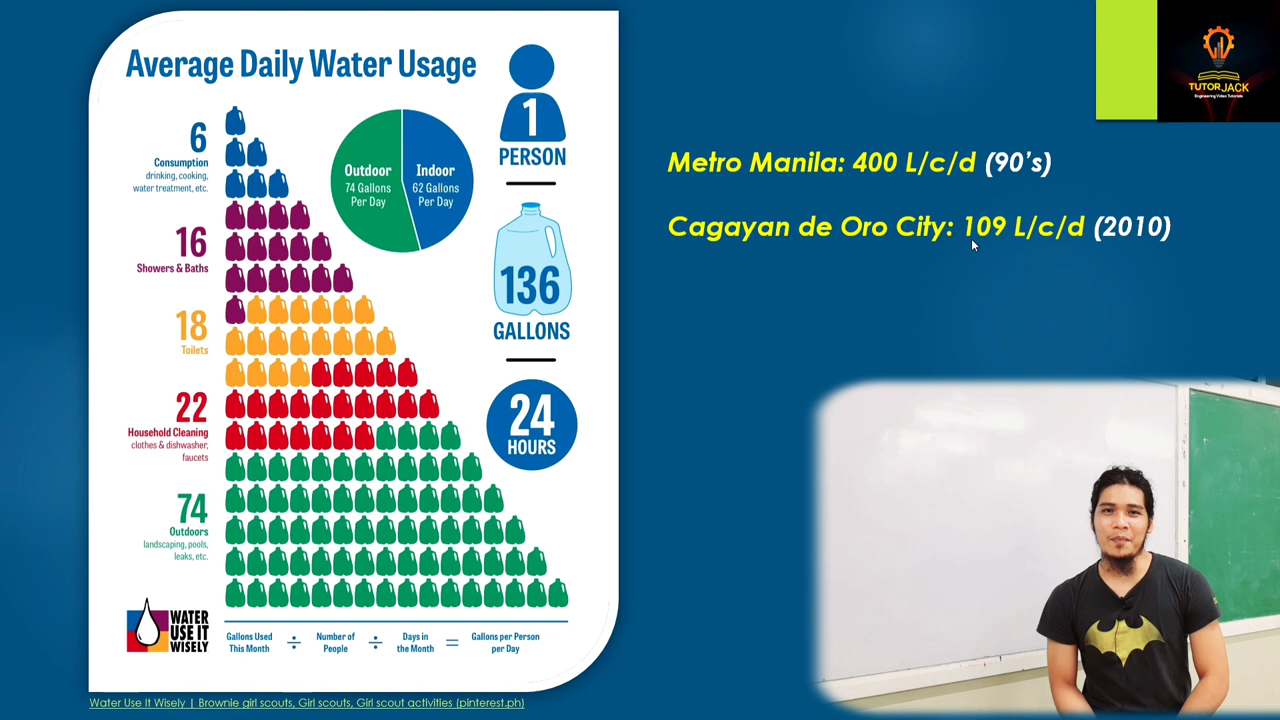 Average Daily Water Usage
6
Consumption
drinking, cooking,
water treatment, etc.
16
Showers & Baths
18
Toilets
22
Household Cleaning
clothes & dishwasher,
faucets
74
Outdoors
landscaping, pools,
leaks, etc.
Outdoor
74 Gallons
Per Day
Indoor
62 Gallons
Per Day
1
PERSON
136
GALLONS
24
HOURS
WATER
USE IT
WISELY
Gallons Used
This Month
÷
Number of
People
÷
Days in
the Month
=
Gallons per Person
per Day
Water Use It Wisely | Brownie girl scouts, Girl scouts, Girl scout activities (pinterest.ph)
Metro Manila: 400 L/c/d (90's)
Cagayan de Oro City: 109 L/c/d (2010)
TUTOR JACK
Engineering Video Tutorials